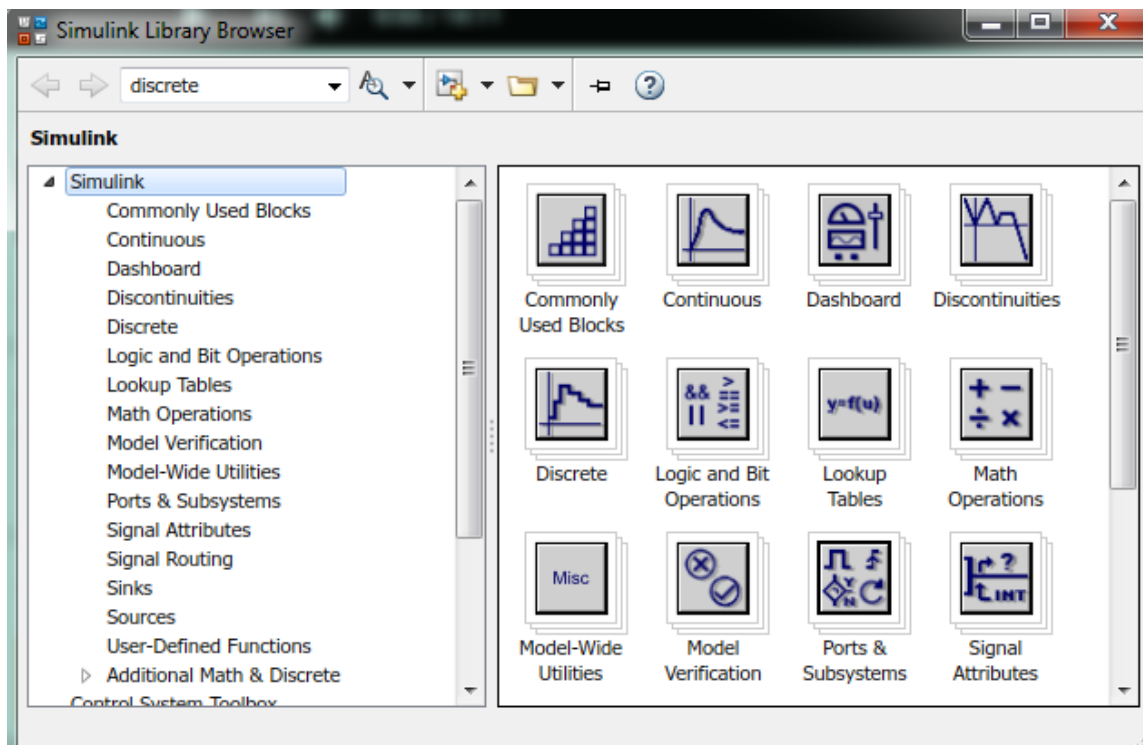 Simulink Library Browser
discrete
Simulink
Simulink
Commonly Used Blocks
Continuous
Dashboard
Discontinuities
Discrete
Logic and Bit Operations
Lookup Tables
Math Operations
Model Verification
Model-Wide Utilities
Ports & Subsystems
Signal Attributes
Signal Routing
Sinks
Sources
User-Defined Functions
Additional Math & Discrete
Control System Toolbox
Commonly
Used Blocks
Continuous
Dashboard
Discontinuities
&& >
==
|| >=
<=
y=f(u)
+ −
÷ ×
Discrete
Logic and Bit
Operations
Lookup
Tables
Math
Operations
Misc
Y
N
?
INT
Model-Wide
Utilities
Model
Verification
Ports &
Subsystems
Signal
Attributes